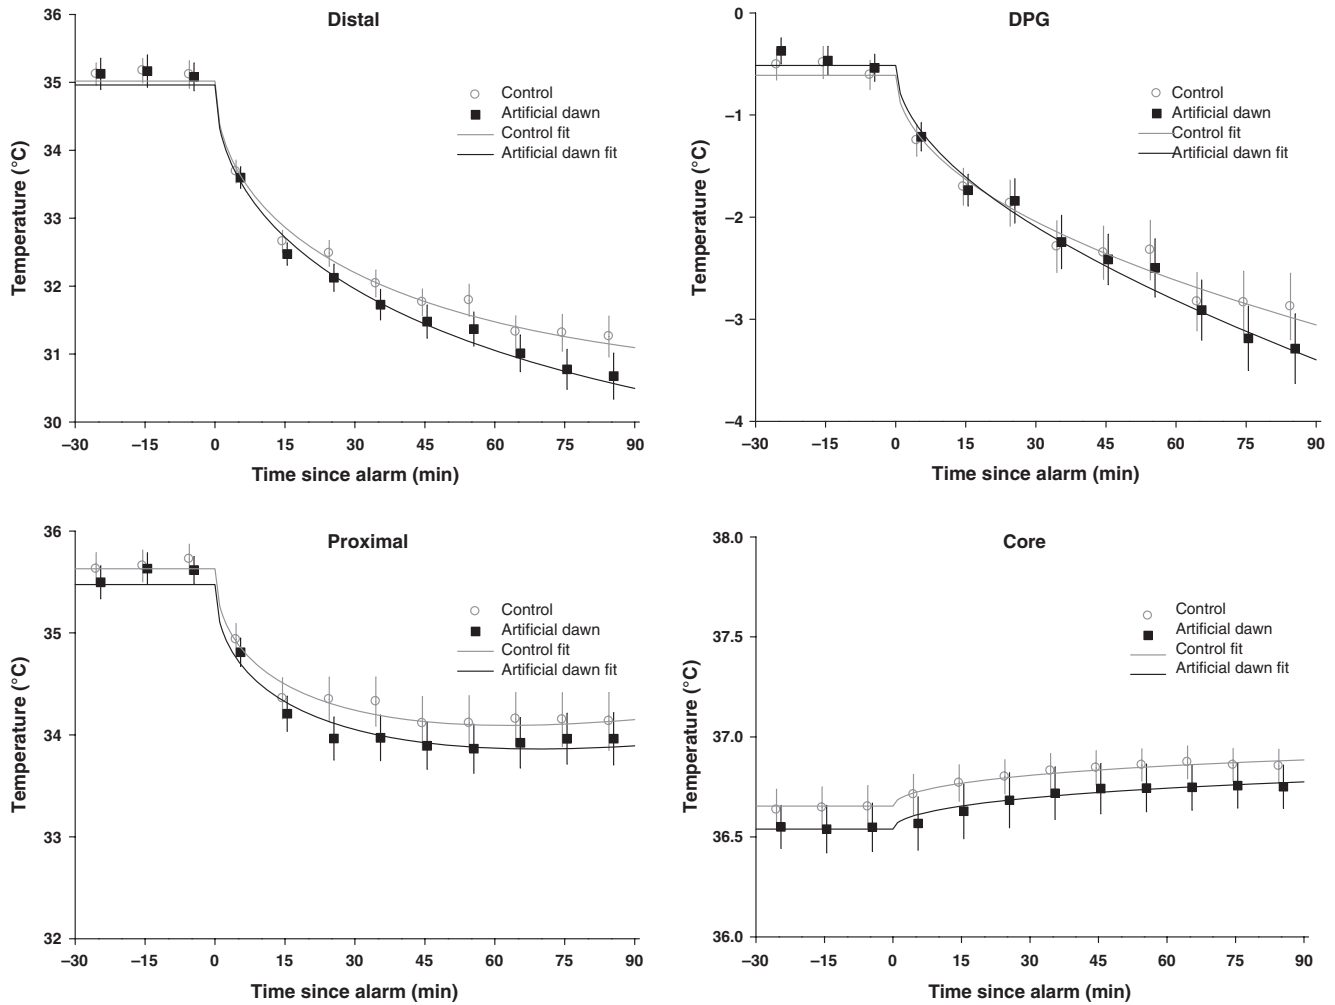 Distal
36
35
34
33
32
31
30
Temperature (°C)
Control
Artificial dawn
Control fit
Artificial dawn fit
–30 –15 0 15 30 45 60 75 90
Time since alarm (min)
DPG
0
–1
–2
–3
–4
Temperature (°C)
Control
Artificial dawn
Control fit
Artificial dawn fit
–30 –15 0 15 30 45 60 75 90
Time since alarm (min)
Proximal
36
35
34
33
32
Temperature (°C)
Control
Artificial dawn
Control fit
Artificial dawn fit
–30 –15 0 15 30 45 60 75 90
Time since alarm (min)
Core
38.0
37.5
37.0
36.5
36.0
Temperature (°C)
Control
Artificial dawn
Control fit
Artificial dawn fit
–30 –15 0 15 30 45 60 75 90
Time since alarm (min)